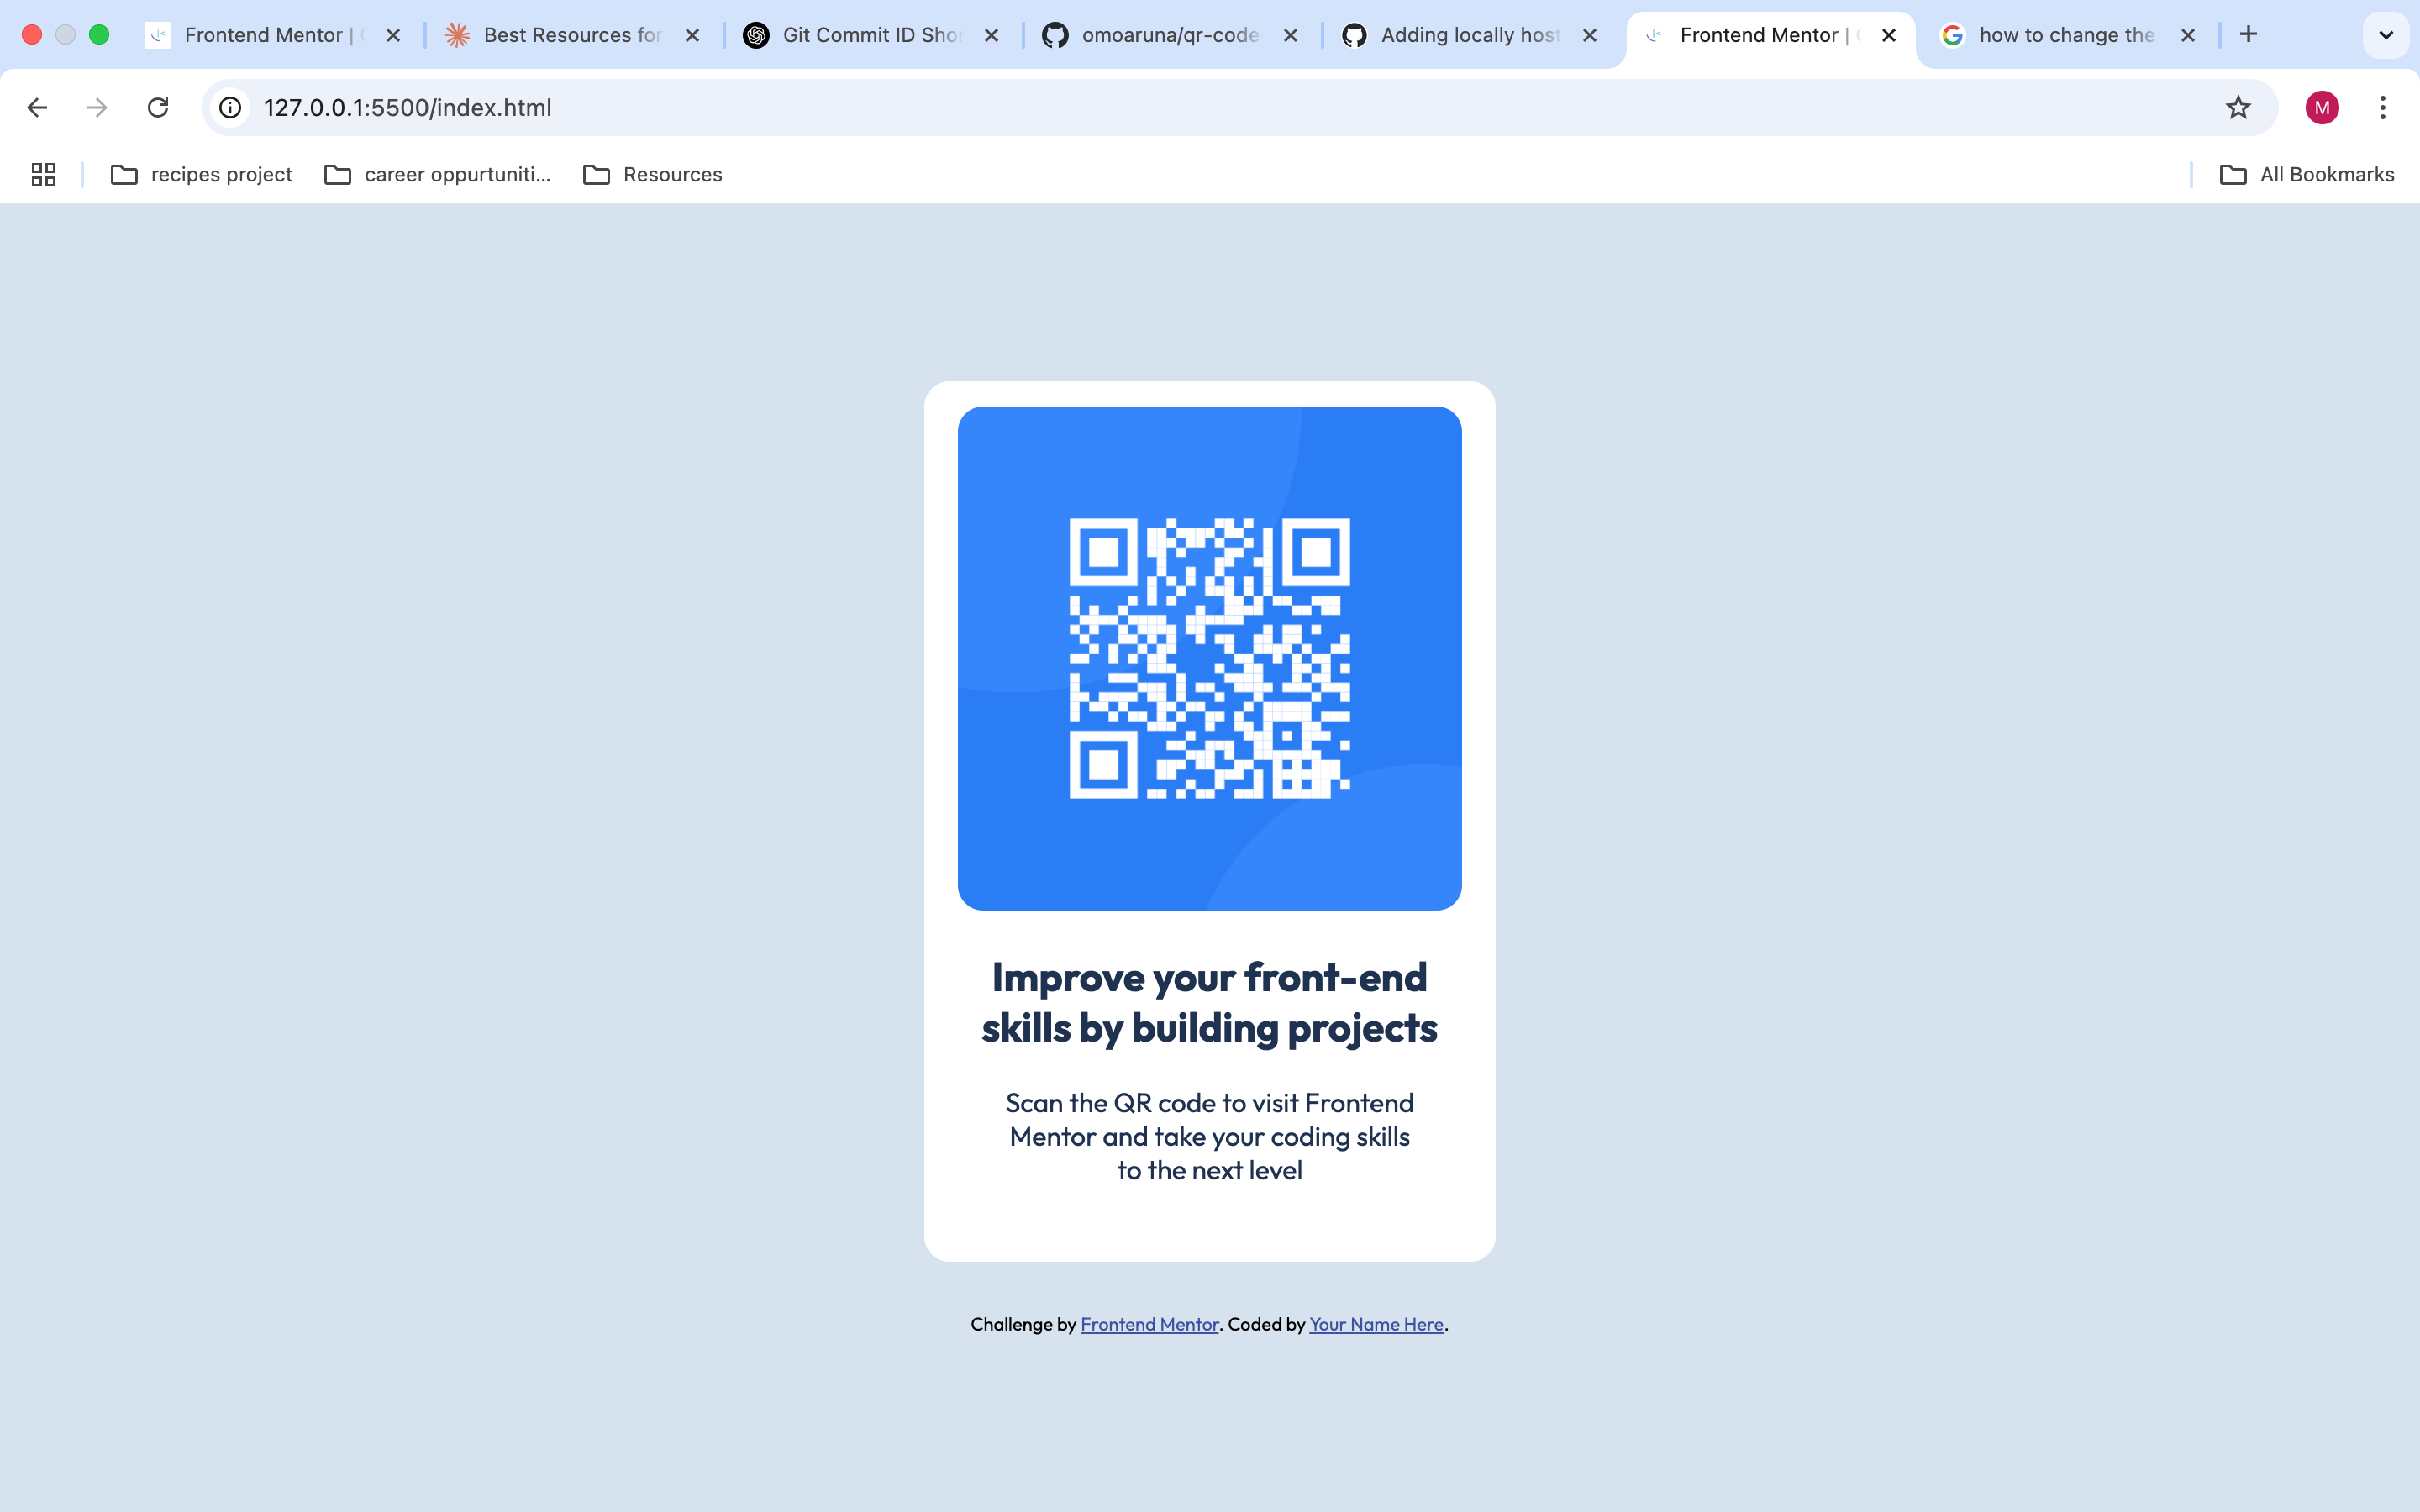 Frontend Mentor |
Best Resources for
Git Commit ID Shor
omoaruna/qr-code
Adding locally host
Frontend Mentor |
how to change the
127.0.0.1:5500/index.html
M
recipes project
career oppurtuniti...
Resources
All Bookmarks
Improve your front-end
skills by building projects
Scan the QR code to visit Frontend
Mentor and take your coding skills
to the next level
Challenge by Frontend Mentor. Coded by Your Name Here.